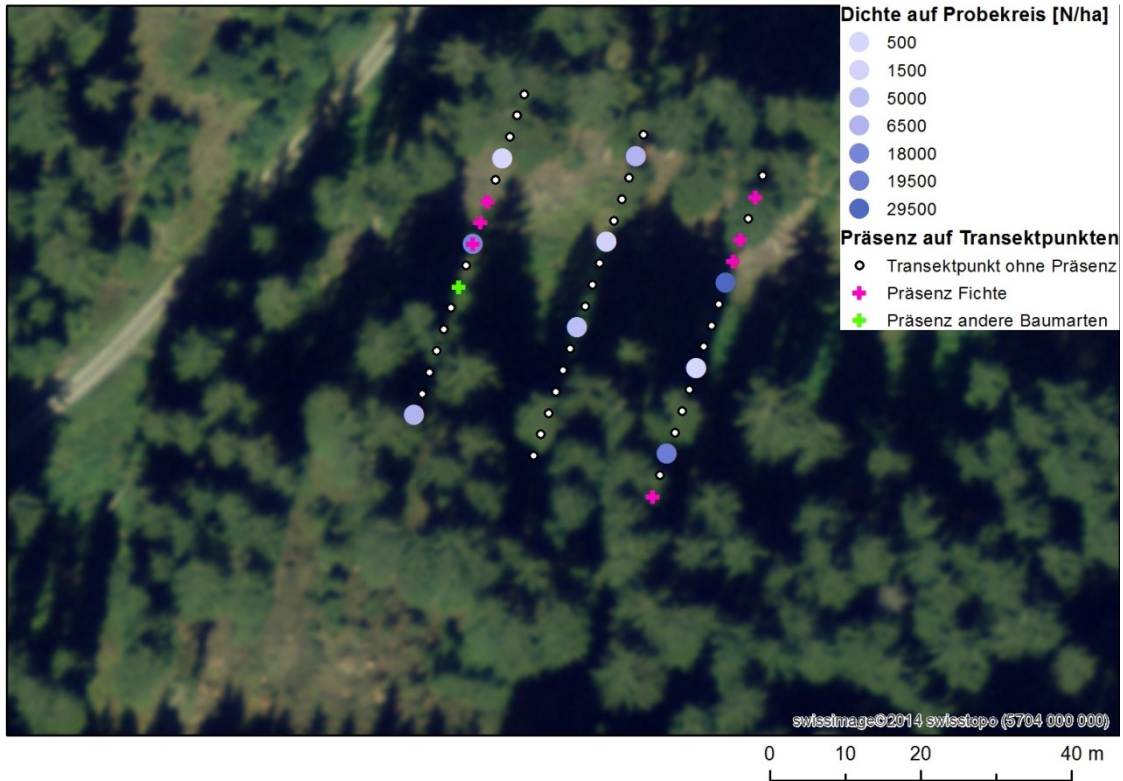 Dichte auf Probekreis [N/ha]
500
1500
5000
6500
18000
19500
29500
Präsenz auf Transektpunkten
Transektpunkt ohne Präsenz
Präsenz Fichte
Präsenz andere Baumarten
swissimage©2014 swisstopo (5704 000 000)
0 10 20 40 m